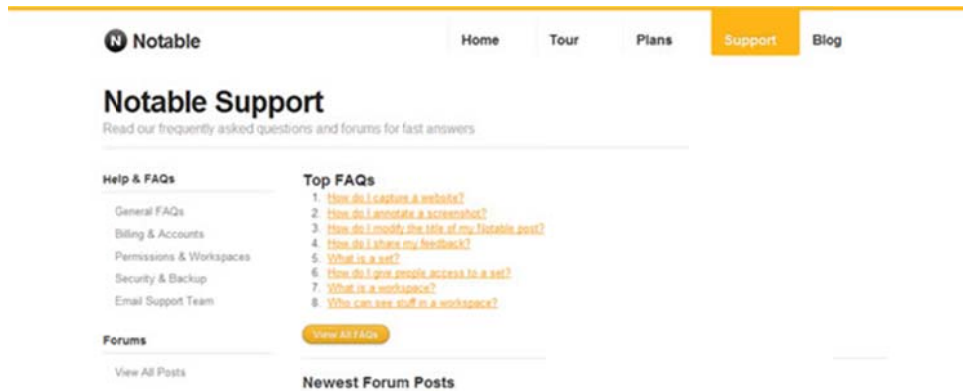 N Notable
Home Tour Plans Support Blog
Notable Support
Read our frequently asked questions and forums for fast answers
Help & FAQs
General FAQs
Billing & Accounts
Permissions & Workspaces
Security & Backup
Email Support Team
Forums
View All Posts
Top FAQs
1. How do I capture a website?
2. How do I annotate a screenshot?
3. How do I modify the title of my Notable post?
4. How do I share my feedback?
5. What is a set?
6. How do I give people access to a set?
7. What is a workspace?
8. Who can see stuff in a workspace?
View All FAQs
Newest Forum Posts